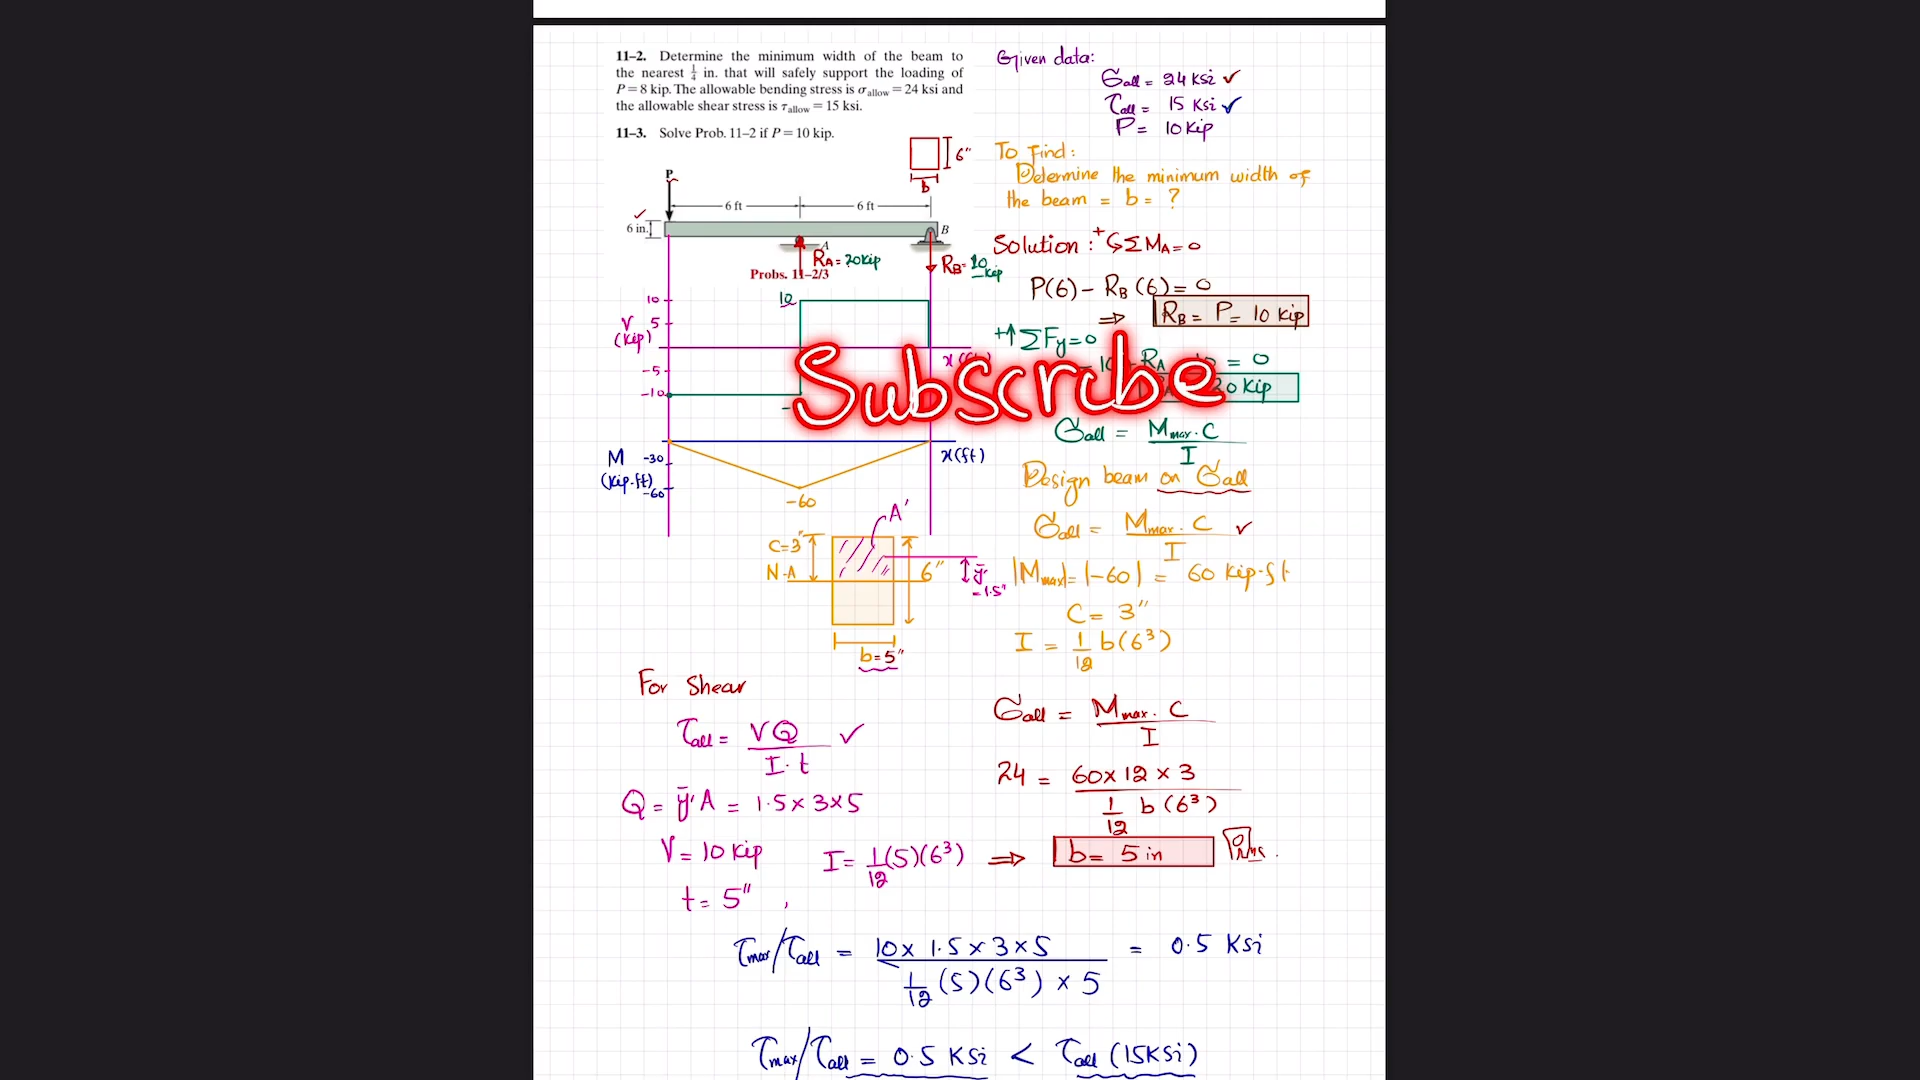 11–2. Determine the minimum width of the beam to
the nearest 1/4 in. that will safely support the loading of
P = 8 kip. The allowable bending stress is σallow = 24 ksi and
the allowable shear stress is τallow = 15 ksi.
11–3. Solve Prob. 11–2 if P = 10 kip.
6"
b
P
6 ft
6 ft
6 in.
A
B
RA = 20 kip
RB = 10 kip
Probs. 11–2/3
10
10
V 5
(kip)
-5
-10
x(ft)
M -30
(kip.ft)
-60
-60
A'
C=3"
N-A
6"
ȳ'
=1.5"
b=5"
Given data:
σall = 24 ksi ✓
τall = 15 ksi ✓
P = 10 kip
To find:
Determine the minimum width of
the beam = b = ?
Solution : +↺ΣMA=0
P(6) - RB (6) = 0
⇒ RB = P = 10 kip
+↑ ΣFy=0
= 0
20 kip
Subscribe
σall = Mmax. C / I
Design beam on σall
σall = Mmax. C / I ✓
|Mmax| = |-60| = 60 kip-ft
C = 3"
I = 1/12 b(6³)
σall = Mmax. C / I
24 = 60 x 12 x 3 / 1/12 b(6³)
⇒ b= 5 in
For Shear
τall = VQ / I. t ✓
Q = ȳ'A = 1.5 x 3 x 5
V = 10 kip
I = 1/12 (5)(6³)
t = 5"
τmax/τall = 10 x 1.5 x 3 x 5 / 1/12 (5)(6³) x 5 = 0.5 ksi
τmax/τall = 0.5 ksi < τall (15ksi)